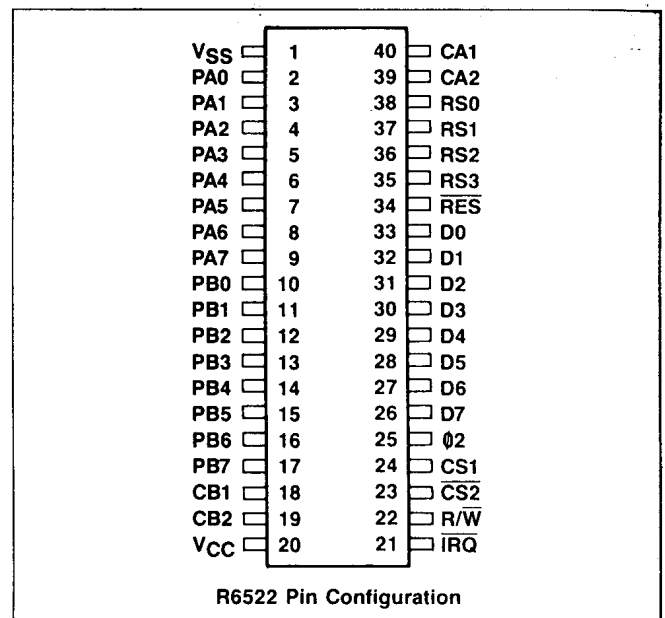 VSS 1 40 CA1
PA0 2 39 CA2
PA1 3 38 RS0
PA2 4 37 RS1
PA3 5 36 RS2
PA4 6 35 RS3
PA5 7 34 R̅E̅S̅
PA6 8 33 D0
PA7 9 32 D1
PB0 10 31 D2
PB1 11 30 D3
PB2 12 29 D4
PB3 13 28 D5
PB4 14 27 D6
PB5 15 26 D7
PB6 16 25 ϕ2
PB7 17 24 CS1
CB1 18 23 C̅S̅2̅
CB2 19 22 R/W̅
VCC 20 21 I̅R̅Q̅
R6522 Pin Configuration